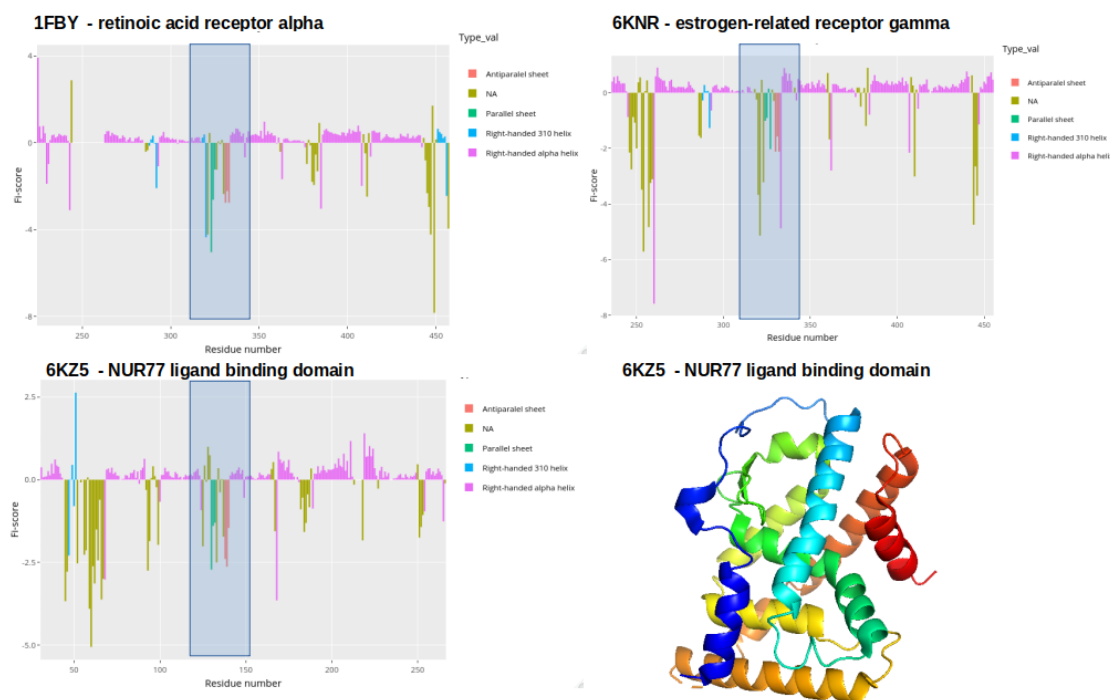 1FBY - retinoic acid receptor alpha
Type_val
Antiparalel sheet
NA
Parallel sheet
Right-handed 310 helix
Right-handed alpha helix
4
0
-4
-8
Fi-score
250
300
350
400
450
Residue number
6KNR - estrogen-related receptor gamma
Type_val
Antiparalel sheet
NA
Parallel sheet
Right-handed 310 helix
Right-handed alpha heli
0
-2
-4
-6
-8
Fi-score
250
300
350
400
450
Residue number
6KZ5 - NUR77 ligand binding domain
Antiparalel sheet
NA
Parallel sheet
Right-handed 310 helix
Right-handed alpha helix
2.5
0.0
-2.5
-5.0
Fi-score
50
100
150
200
250
Residue number
6KZ5 - NUR77 ligand binding domain